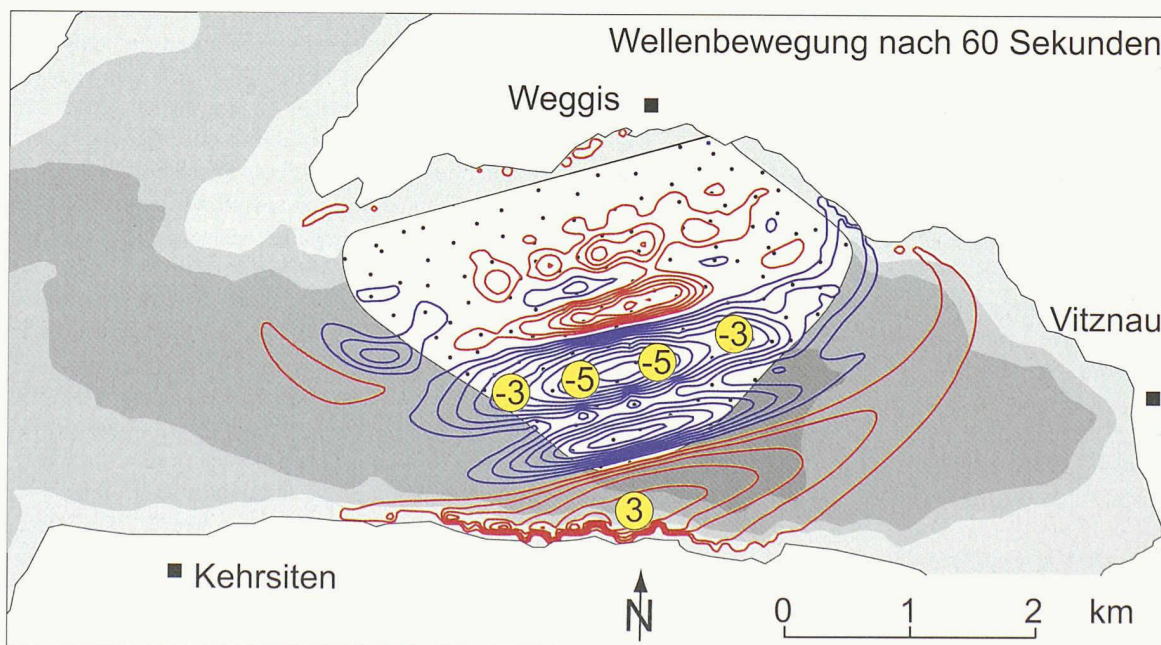 Wellenbewegung nach 60 Sekunden
Weggis
Vitznau
-3
-5
-5
-3
3
Kehrsiten
N
0 1 2 km